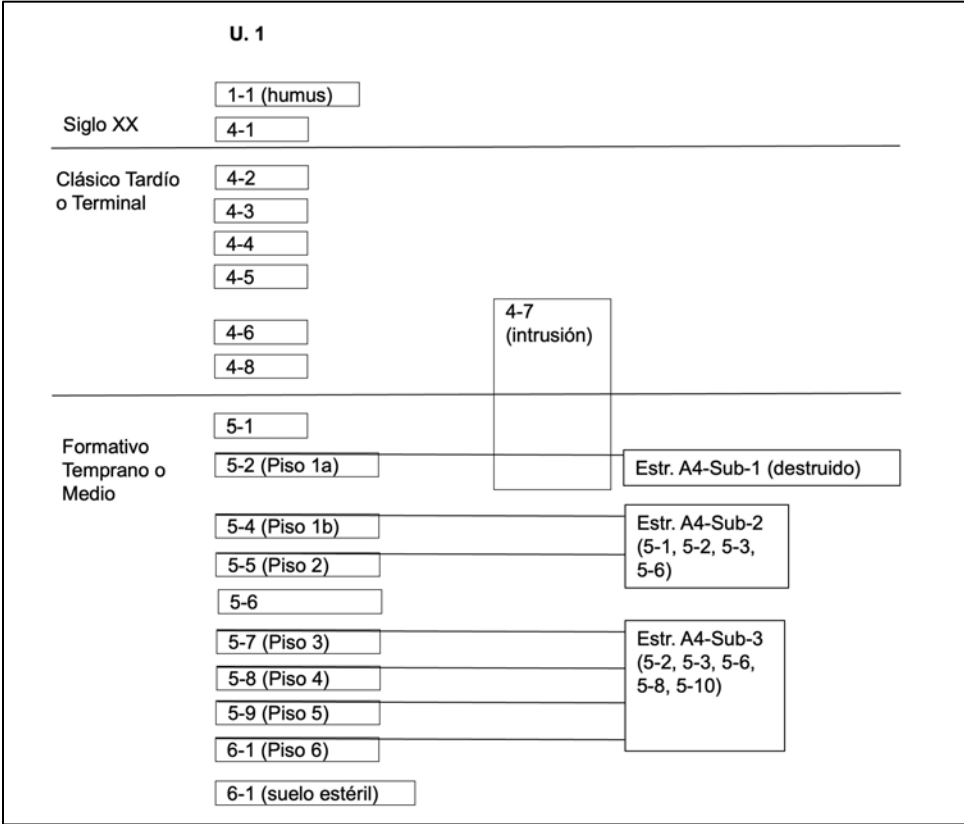 U. 1
1-1 (humus)
Siglo XX
4-1
Clásico Tardío
o Terminal
4-2
4-3
4-4
4-5
4-6
4-8
4-7
(intrusión)
Formativo
Temprano o
Medio
5-1
5-2 (Piso 1a)
Estr. A4-Sub-1 (destruido)
5-4 (Piso 1b)
5-5 (Piso 2)
Estr. A4-Sub-2
(5-1, 5-2, 5-3,
5-6)
5-6
5-7 (Piso 3)
5-8 (Piso 4)
5-9 (Piso 5)
6-1 (Piso 6)
Estr. A4-Sub-3
(5-2, 5-3, 5-6,
5-8, 5-10)
6-1 (suelo estéril)